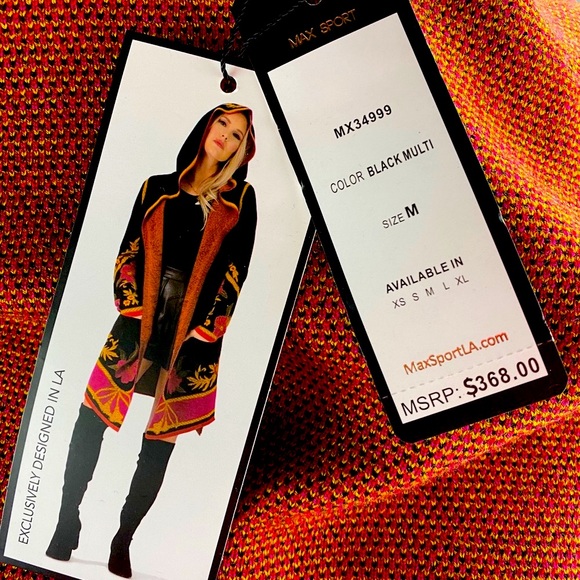 MAX SPORT
MX34999
COLOR BLACK MULTI
SIZE M
AVAILABLE IN
XS S M L XL
MaxSportLA.com
MSRP: $368.00
EXCLUSIVELY DESIGNED IN LA